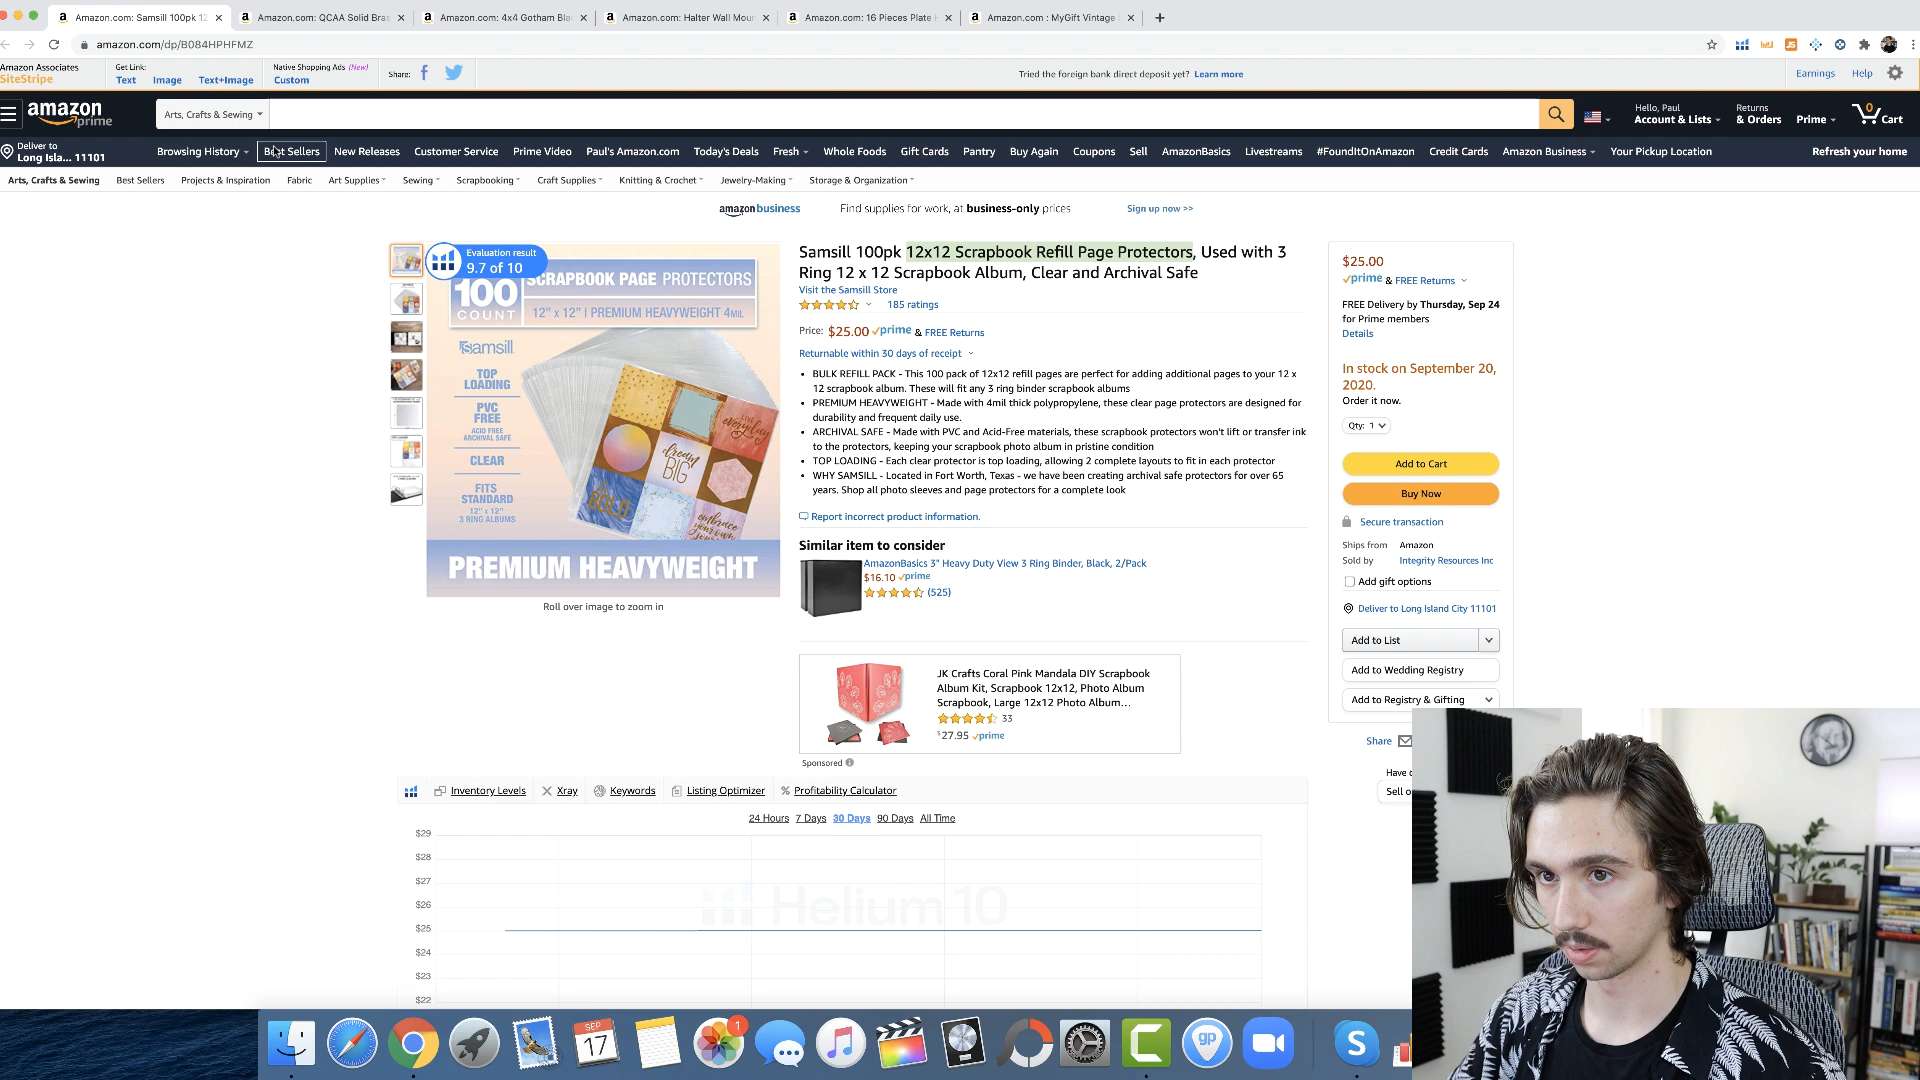 Amazon.com: Samsill 100pk 12
Amazon.com: QCAA Solid Bras
Amazon.com: 4x4 Gotham Bla
Amazon.com: Halter Wall Mour
Amazon.com: 16 Pieces Plate H
Amazon.com : MyGift Vintage
amazon.com/dp/B084HPHFMZ
Amazon Associates
SiteStripe
Get Link:
Text Image Text+Image
Native Shopping Ads (New)
Custom
Share:
Tried the foreign bank direct deposit yet? Learn more
Earnings Help
amazon prime
Arts, Crafts & Sewing
Hello, Paul
Account & Lists
Returns
& Orders
Prime
0
Cart
Deliver to
Long Isla... 11101
Browsing History Best Sellers New Releases Customer Service Prime Video Paul's Amazon.com Today's Deals Fresh Whole Foods Gift Cards Pantry Buy Again Coupons Sell AmazonBasics Livestreams #FoundItOnAmazon Credit Cards Amazon Business Your Pickup Location Refresh your home
Arts, Crafts & Sewing Best Sellers Projects & Inspiration Fabric Art Supplies Sewing Scrapbooking Craft Supplies Knitting & Crochet Jewelry-Making Storage & Organization
amazon business Find supplies for work, at business-only prices Sign up now >>
Evaluation result
9.7 of 10
100
COUNT
SCRAPBOOK PAGE PROTECTORS
12" x 12" | PREMIUM HEAVYWEIGHT 4MIL
Samsill
TOP
LOADING
PVC
FREE
ACID FREE
ARCHIVAL SAFE
CLEAR
FITS
STANDARD
12" x 12"
3 RING ALBUMS
everyday
dream
BIG
BOLD
embrace
your own
PREMIUM HEAVYWEIGHT
Roll over image to zoom in
Samsill 100pk 12x12 Scrapbook Refill Page Protectors, Used with 3
Ring 12 x 12 Scrapbook Album, Clear and Archival Safe
Visit the Samsill Store
185 ratings
Price: $25.00 prime & FREE Returns
Returnable within 30 days of receipt
• BULK REFILL PACK - This 100 pack of 12x12 refill pages are perfect for adding additional pages to your 12 x
12 scrapbook album. These will fit any 3 ring binder scrapbook albums
• PREMIUM HEAVYWEIGHT - Made with 4mil thick polypropylene, these clear page protectors are designed for
durability and frequent daily use.
• ARCHIVAL SAFE - Made with PVC and Acid-Free materials, these scrapbook protectors won't lift or transfer ink
to the protectors, keeping your scrapbook photo album in pristine condition
• TOP LOADING - Each clear protector is top loading, allowing 2 complete layouts to fit in each protector
• WHY SAMSILL - Located in Fort Worth, Texas - we have been creating archival safe protectors for over 65
years. Shop all photo sleeves and page protectors for a complete look
Report incorrect product information.
Similar item to consider
AmazonBasics 3" Heavy Duty View 3 Ring Binder, Black, 2/Pack
$16.10 prime
(525)
JK Crafts Coral Pink Mandala DIY Scrapbook
Album Kit, Scrapbook 12x12, Photo Album
Scrapbook, Large 12x12 Photo Album...
33
$27.95 prime
Sponsored
$25.00
prime & FREE Returns
FREE Delivery by Thursday, Sep 24
for Prime members
Details
In stock on September 20,
2020.
Order it now.
Qty: 1
Add to Cart
Buy Now
Secure transaction
Ships from Amazon
Sold by Integrity Resources Inc
Add gift options
Deliver to Long Island City 11101
Add to List
Add to Wedding Registry
Add to Registry & Gifting
Share
Have
Sell
Inventory Levels Xray Keywords Listing Optimizer Profitability Calculator
24 Hours 7 Days 30 Days 90 Days All Time
$29
$28
$27
$26
$25
$24
$23
$22
Helium 10
SEP
17
1
gp